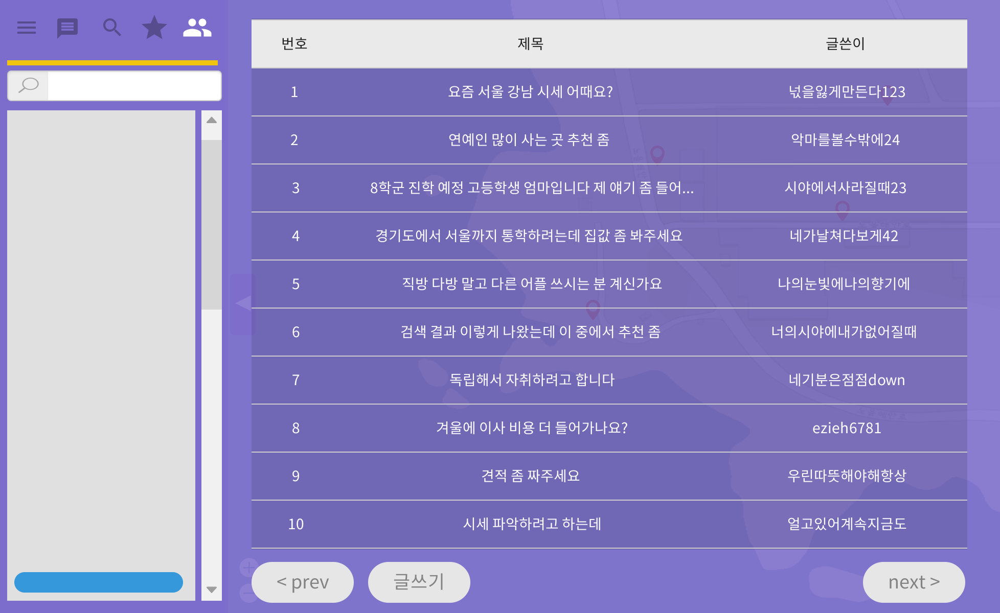 번호 제목 글쓴이
1 요즘 서울 강남 시세 어때요? 넋을잃게만든다123
2 연예인 많이 사는 곳 추천 좀 악마를볼수밖에24
3 8학군 진학 예정 고등학생 엄마입니다 제 얘기 좀 들어... 시야에서사라질때23
4 경기도에서 서울까지 통학하려는데 집값 좀 봐주세요 네가날쳐다보게42
5 직방 다방 말고 다른 어플 쓰시는 분 계신가요 나의눈빛에나의향기에
6 검색 결과 이렇게 나왔는데 이 중에서 추천 좀 너의시야에내가없어질때
7 독립해서 자취하려고 합니다 네기분은점점down
8 겨울에 이사 비용 더 들어가나요? ezieh6781
9 견적 좀 짜주세요 우린따뜻해야해항상
10 시세 파악하려고 하는데 얼고있어계속지금도
< prev 글쓰기 next >